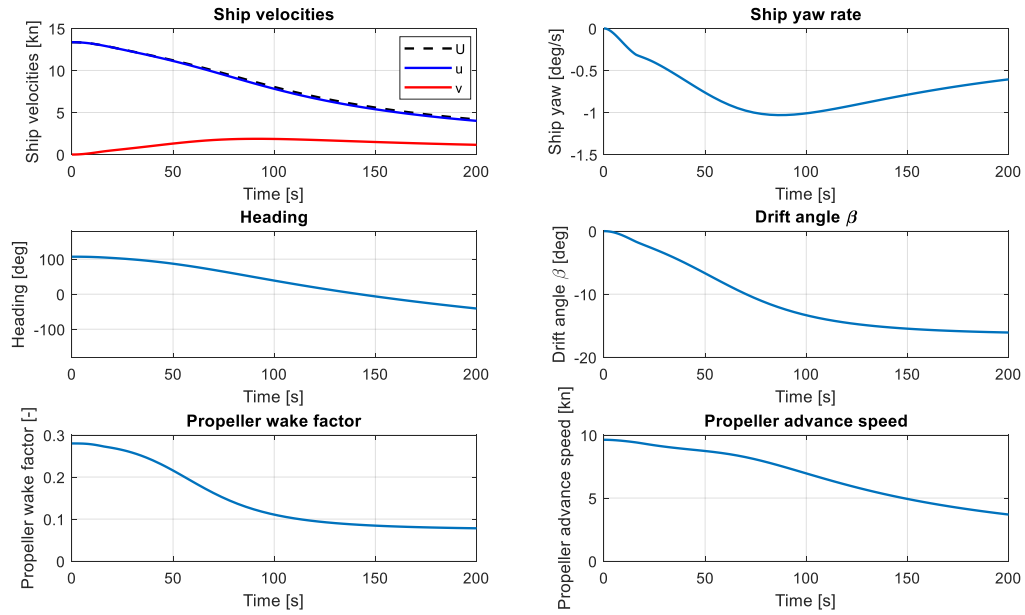 Ship velocities
Ship velocities [kn]
15
10
5
0
U
u
v
0 50 100 150 200
Time [s]
Ship yaw rate
Ship yaw [deg/s]
0
-0.5
-1
-1.5
0 50 100 150 200
Time [s]
Heading
Heading [deg]
100
0
-100
0 50 100 150 200
Time [s]
Drift angle β
Drift angle β [deg]
0
-10
-20
0 50 100 150 200
Time [s]
Propeller wake factor
Propeller wake factor [-]
0.3
0.2
0.1
0
0 50 100 150 200
Time [s]
Propeller advance speed
Propeller advance speed [kn]
10
5
0
0 50 100 150 200
Time [s]